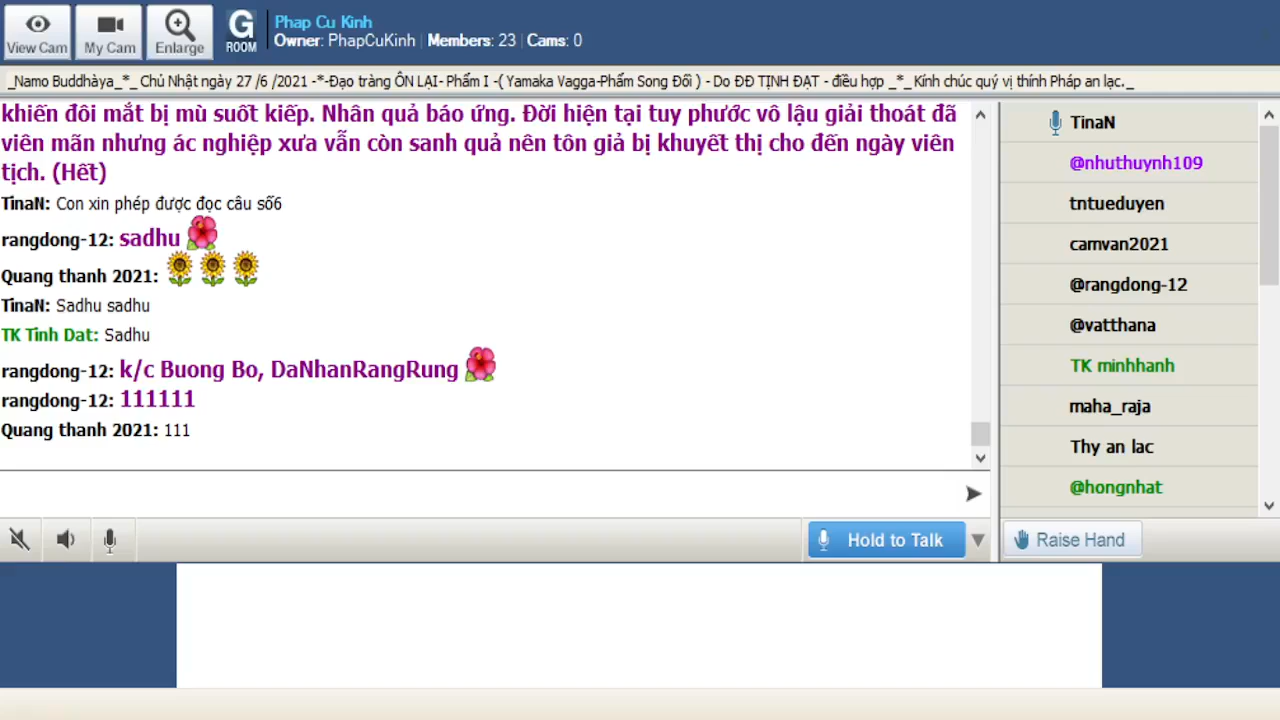 Phap Cu Kinh
Owner: PhapCuKinh | Members: 23 | Cams: 0
View Cam
My Cam
Enlarge
G
ROOM
_Namo Buddhàya_*_ Chủ Nhật ngày 27 /6 /2021 -*-Đạo tràng ÔN LẠI- Phẩm I -( Yamaka Vagga-Phẩm Song Đối ) - Do ĐĐ TỊNH ĐẠT - điều hợp _*_ Kính chúc quý vị thính Pháp an lạc._
khiến đôi mắt bị mù suốt kiếp. Nhân quả báo ứng. Đời hiện tại tuy phước vô lậu giải thoát đã
viên mãn nhưng ác nghiệp xưa vẫn còn sanh quả nên tôn giả bị khuyết thị cho đến ngày viên
tịch. (Hết)
TinaN: Con xin phép được đọc câu số6
rangdong-12: sadhu
Quang thanh 2021:
TinaN: Sadhu sadhu
TK Tinh Dat: Sadhu
rangdong-12: k/c Buong Bo, DaNhanRangRung
rangdong-12: 111111
Quang thanh 2021: 111
TinaN
@nhuthuynh109
tntueduyen
camvan2021
@rangdong-12
@vatthana
TK minhhanh
maha_raja
Thy an lac
@hongnhat
Hold to Talk
Raise Hand